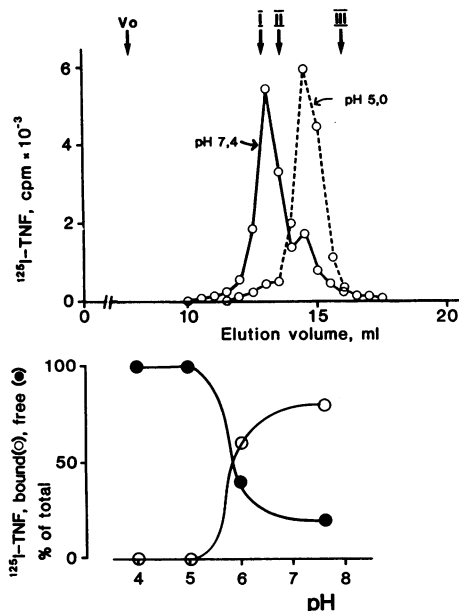 Vo I II III
6
4
2
0
¹²⁵I-TNF, cpm × 10⁻³
pH 7,4
pH 5,0
0 10 15 20
Elution volume, ml
100
50
0
¹²⁵I-TNF, bound(○), free (●)
% of total
4 5 6 7 8
pH